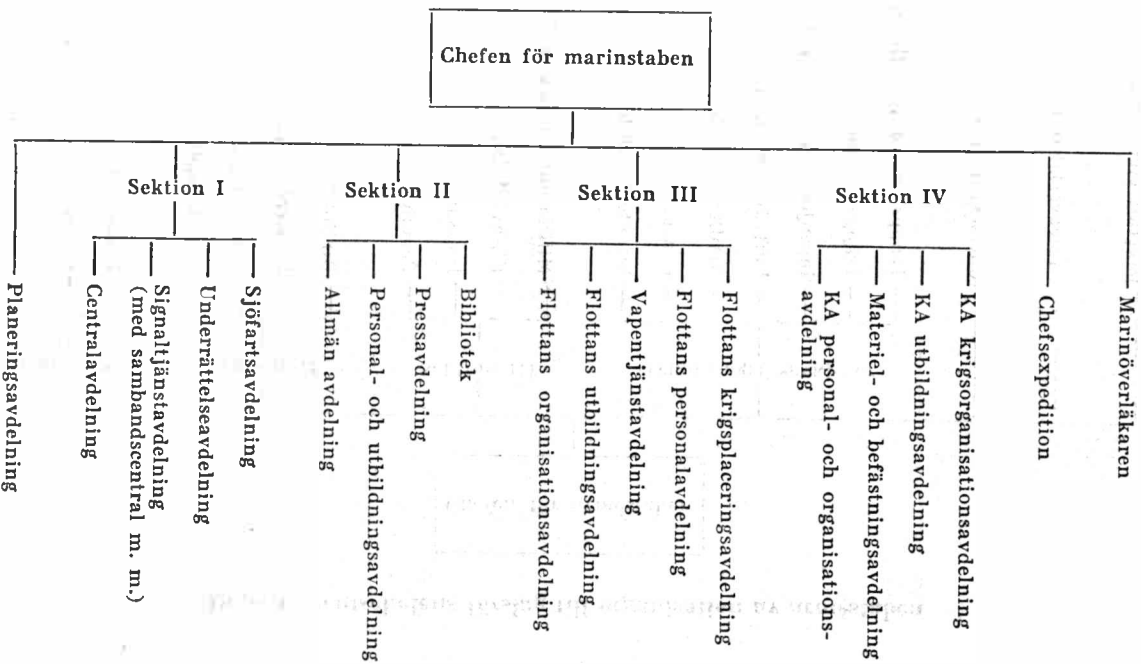 Chefen för marinstaben
Planeringsavdelning
Sektion I
Centralavdelning
Signaltjänstavdelning
(med sambandscentral m. m.)
Underrättelseavdelning
Sjöfartsavdelning
Sektion II
Allmän avdelning
Personal- och utbildningsavdelning
Pressavdelning
Bibliotek
Sektion III
Flottans organisationsavdelning
Flottans utbildningsavdelning
Vapentjänstavdelning
Flottans personalavdelning
Flottans krigsplaceringsavdelning
Sektion IV
KA personal- och organisations-
avdelning
Materiel- och befästningsavdelning
KA utbildningsavdelning
KA krigsorganisationsavdelning
Chefsexpedition
Marinöverläkaren